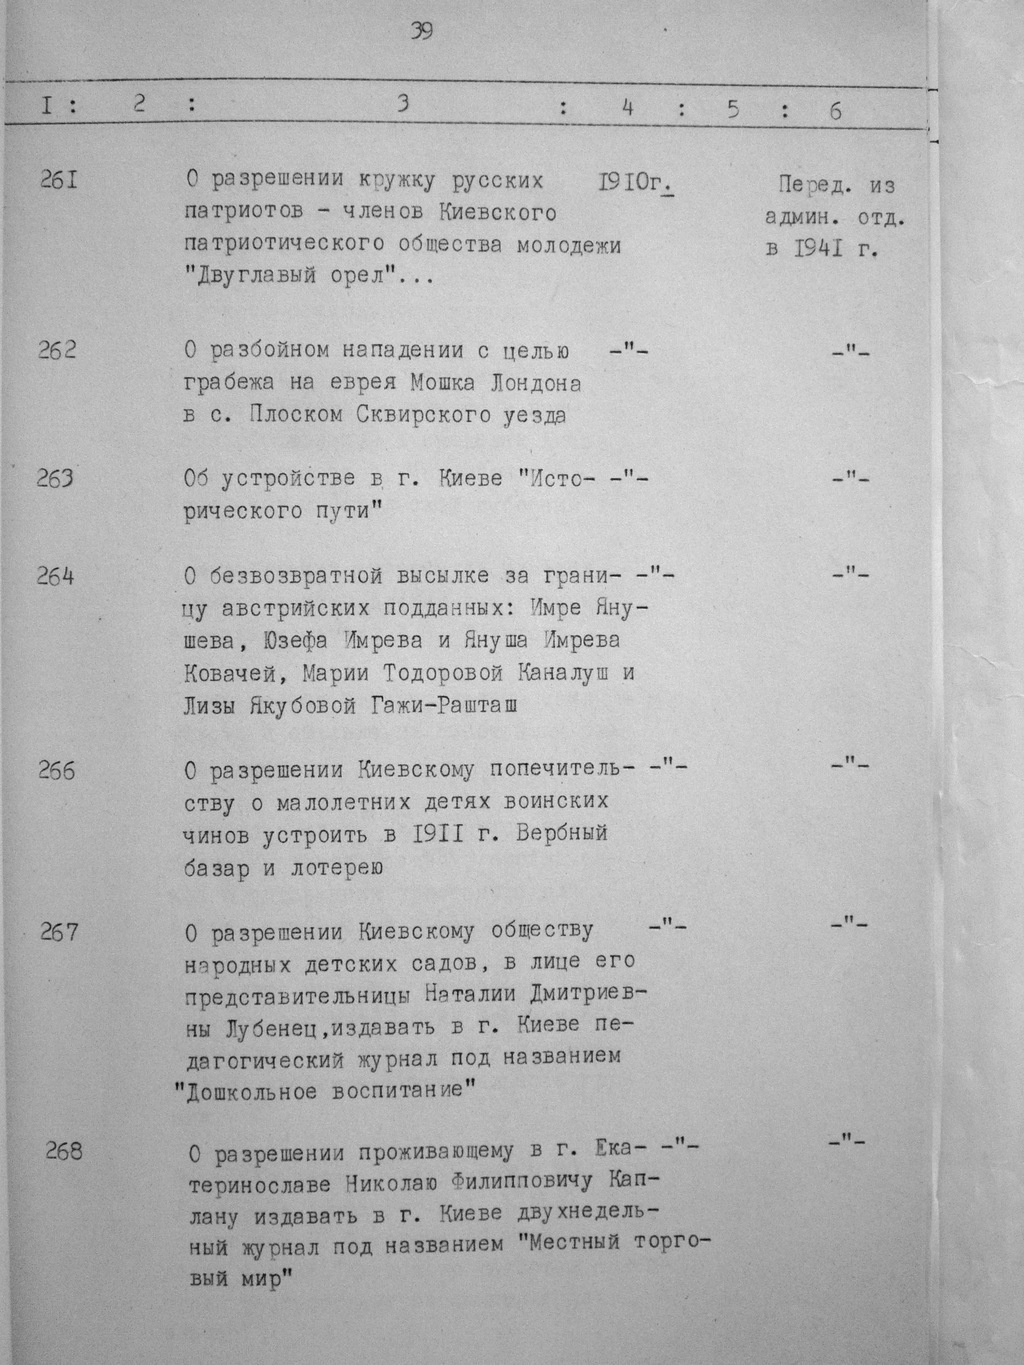 39
I : 2 : 3 : 4 : 5 : 6
261 О разрешении кружку русских 1910г. Перед. из
патриотов - членов Киевского админ. отд.
патриотического общества молодежи в 1941 г.
"Двуглавый орел"...
262 О разбойном нападении с целью -"- -"-
грабежа на еврея Мошка Лондона
в с. Плоском Сквирского уезда
263 Об устройстве в г. Киеве "Исто- -"- -"-
рического пути"
264 О безвозвратной высылке за грани- -"- -"-
цу австрийских подданных: Имре Яну-
шева, Юзефа Имрева и Януша Имрева
Ковачей, Марии Тодоровой Каналуш и
Лизы Якубовой Гажи-Рашташ
266 О разрешении Киевскому попечитель- -"- -"-
ству о малолетних детях воинских
чинов устроить в 1911 г. Вербный
базар и лотерею
267 О разрешении Киевскому обществу -"- -"-
народных детских садов, в лице его
представительницы Наталии Дмитриев-
ны Лубенец,издавать в г. Киеве пе-
дагогический журнал под названием
"Дошкольное воспитание"
268 О разрешении проживающему в г. Ека- -"- -"-
теринославе Николаю Филипповичу Кап-
лану издавать в г. Киеве двухнедель-
ный журнал под названием "Местный торго-
вый мир"